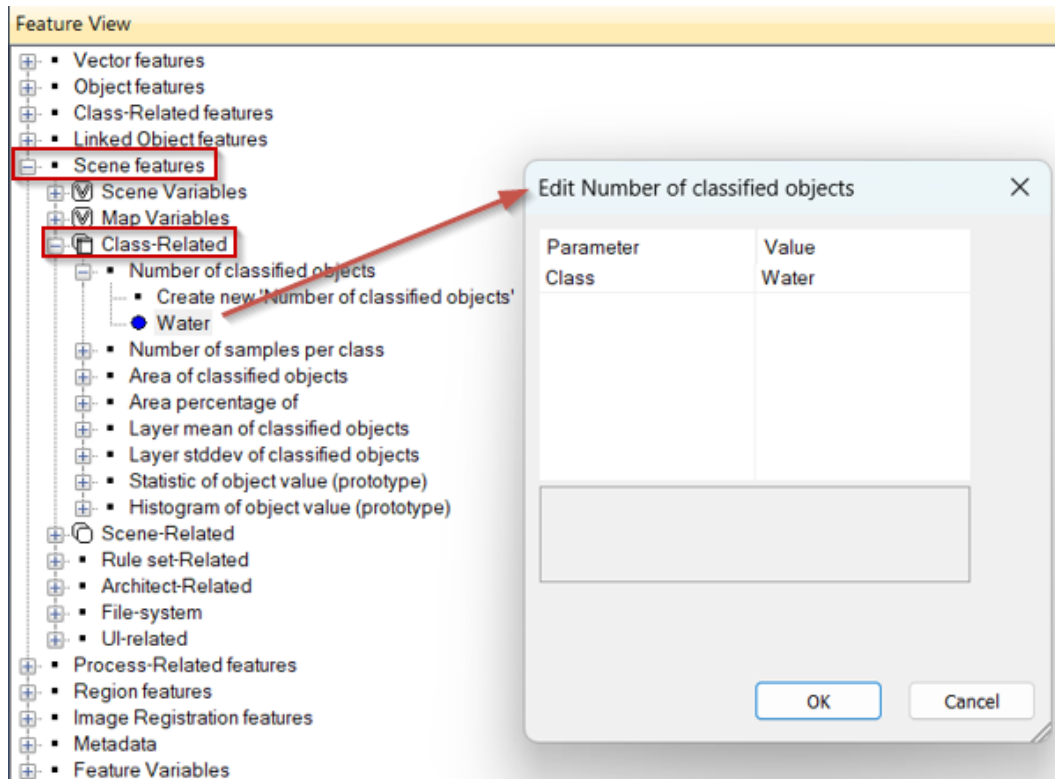 Feature View
Vector features
Object features
Class-Related features
Linked Object features
Scene features
Scene Variables
Map Variables
Class-Related
Number of classified objects
Create new 'Number of classified objects'
Water
Number of samples per class
Area of classified objects
Area percentage of
Layer mean of classified objects
Layer stddev of classified objects
Statistic of object value (prototype)
Histogram of object value (prototype)
Scene-Related
Rule set-Related
Architect-Related
File-system
UI-related
Process-Related features
Region features
Image Registration features
Metadata
Feature Variables
Edit Number of classified objects
Parameter Value
Class Water
OK Cancel